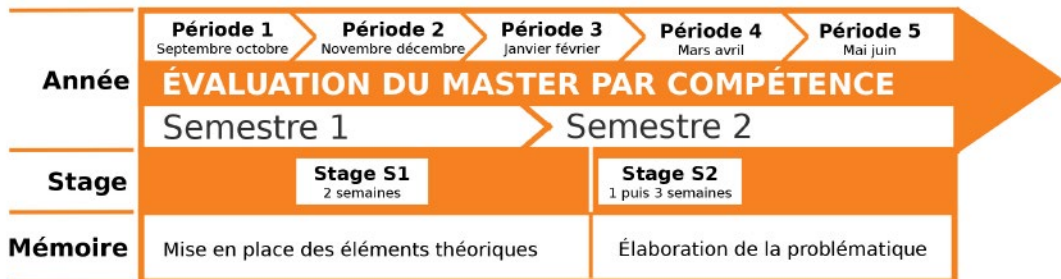 Année
Période 1
Septembre octobre
Période 2
Novembre décembre
Période 3
Janvier février
Période 4
Mars avril
Période 5
Mai juin
ÉVALUATION DU MASTER PAR COMPÉTENCE
Semestre 1
Semestre 2
Stage
Stage S1
2 semaines
Stage S2
1 puis 3 semaines
Mémoire
Mise en place des éléments théoriques
Élaboration de la problématique